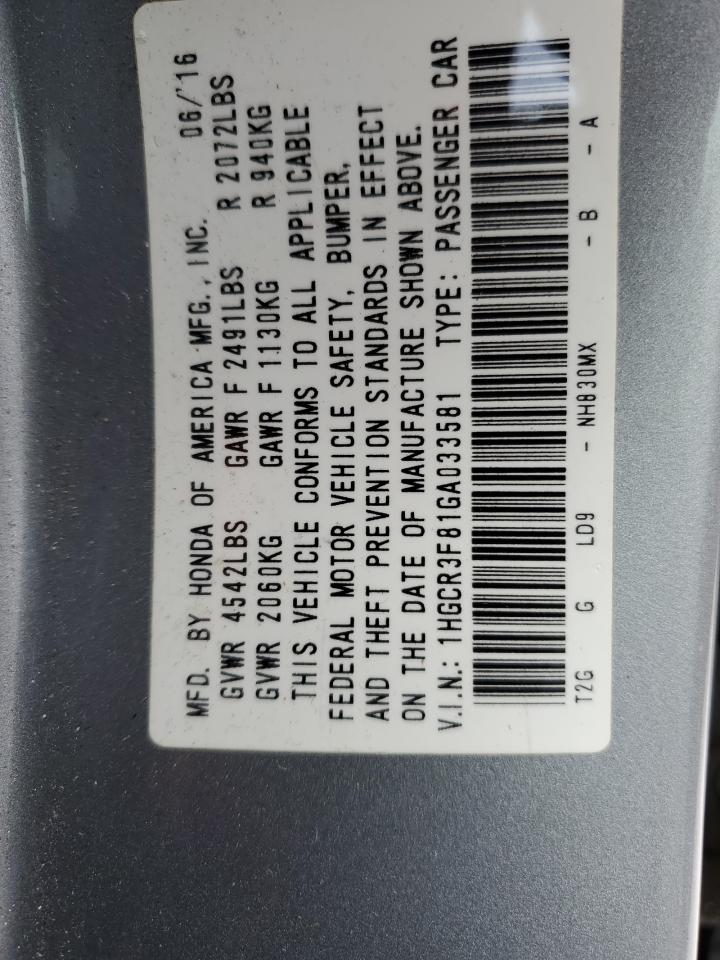 MFD. BY HONDA OF AMERICA MFG., INC. 06/'16
GVWR 4542LBS GAWR F 2491LBS R 2072LBS
GVWR 2060KG GAWR F 1130KG R 940KG
THIS VEHICLE CONFORMS TO ALL APPLICABLE
FEDERAL MOTOR VEHICLE SAFETY, BUMPER,
AND THEFT PREVENTION STANDARDS IN EFFECT
ON THE DATE OF MANUFACTURE SHOWN ABOVE.
V.I.N.: 1HGCR3F81GA033581 TYPE: PASSENGER CAR
T2G G LD9 - NH830MX - B - A